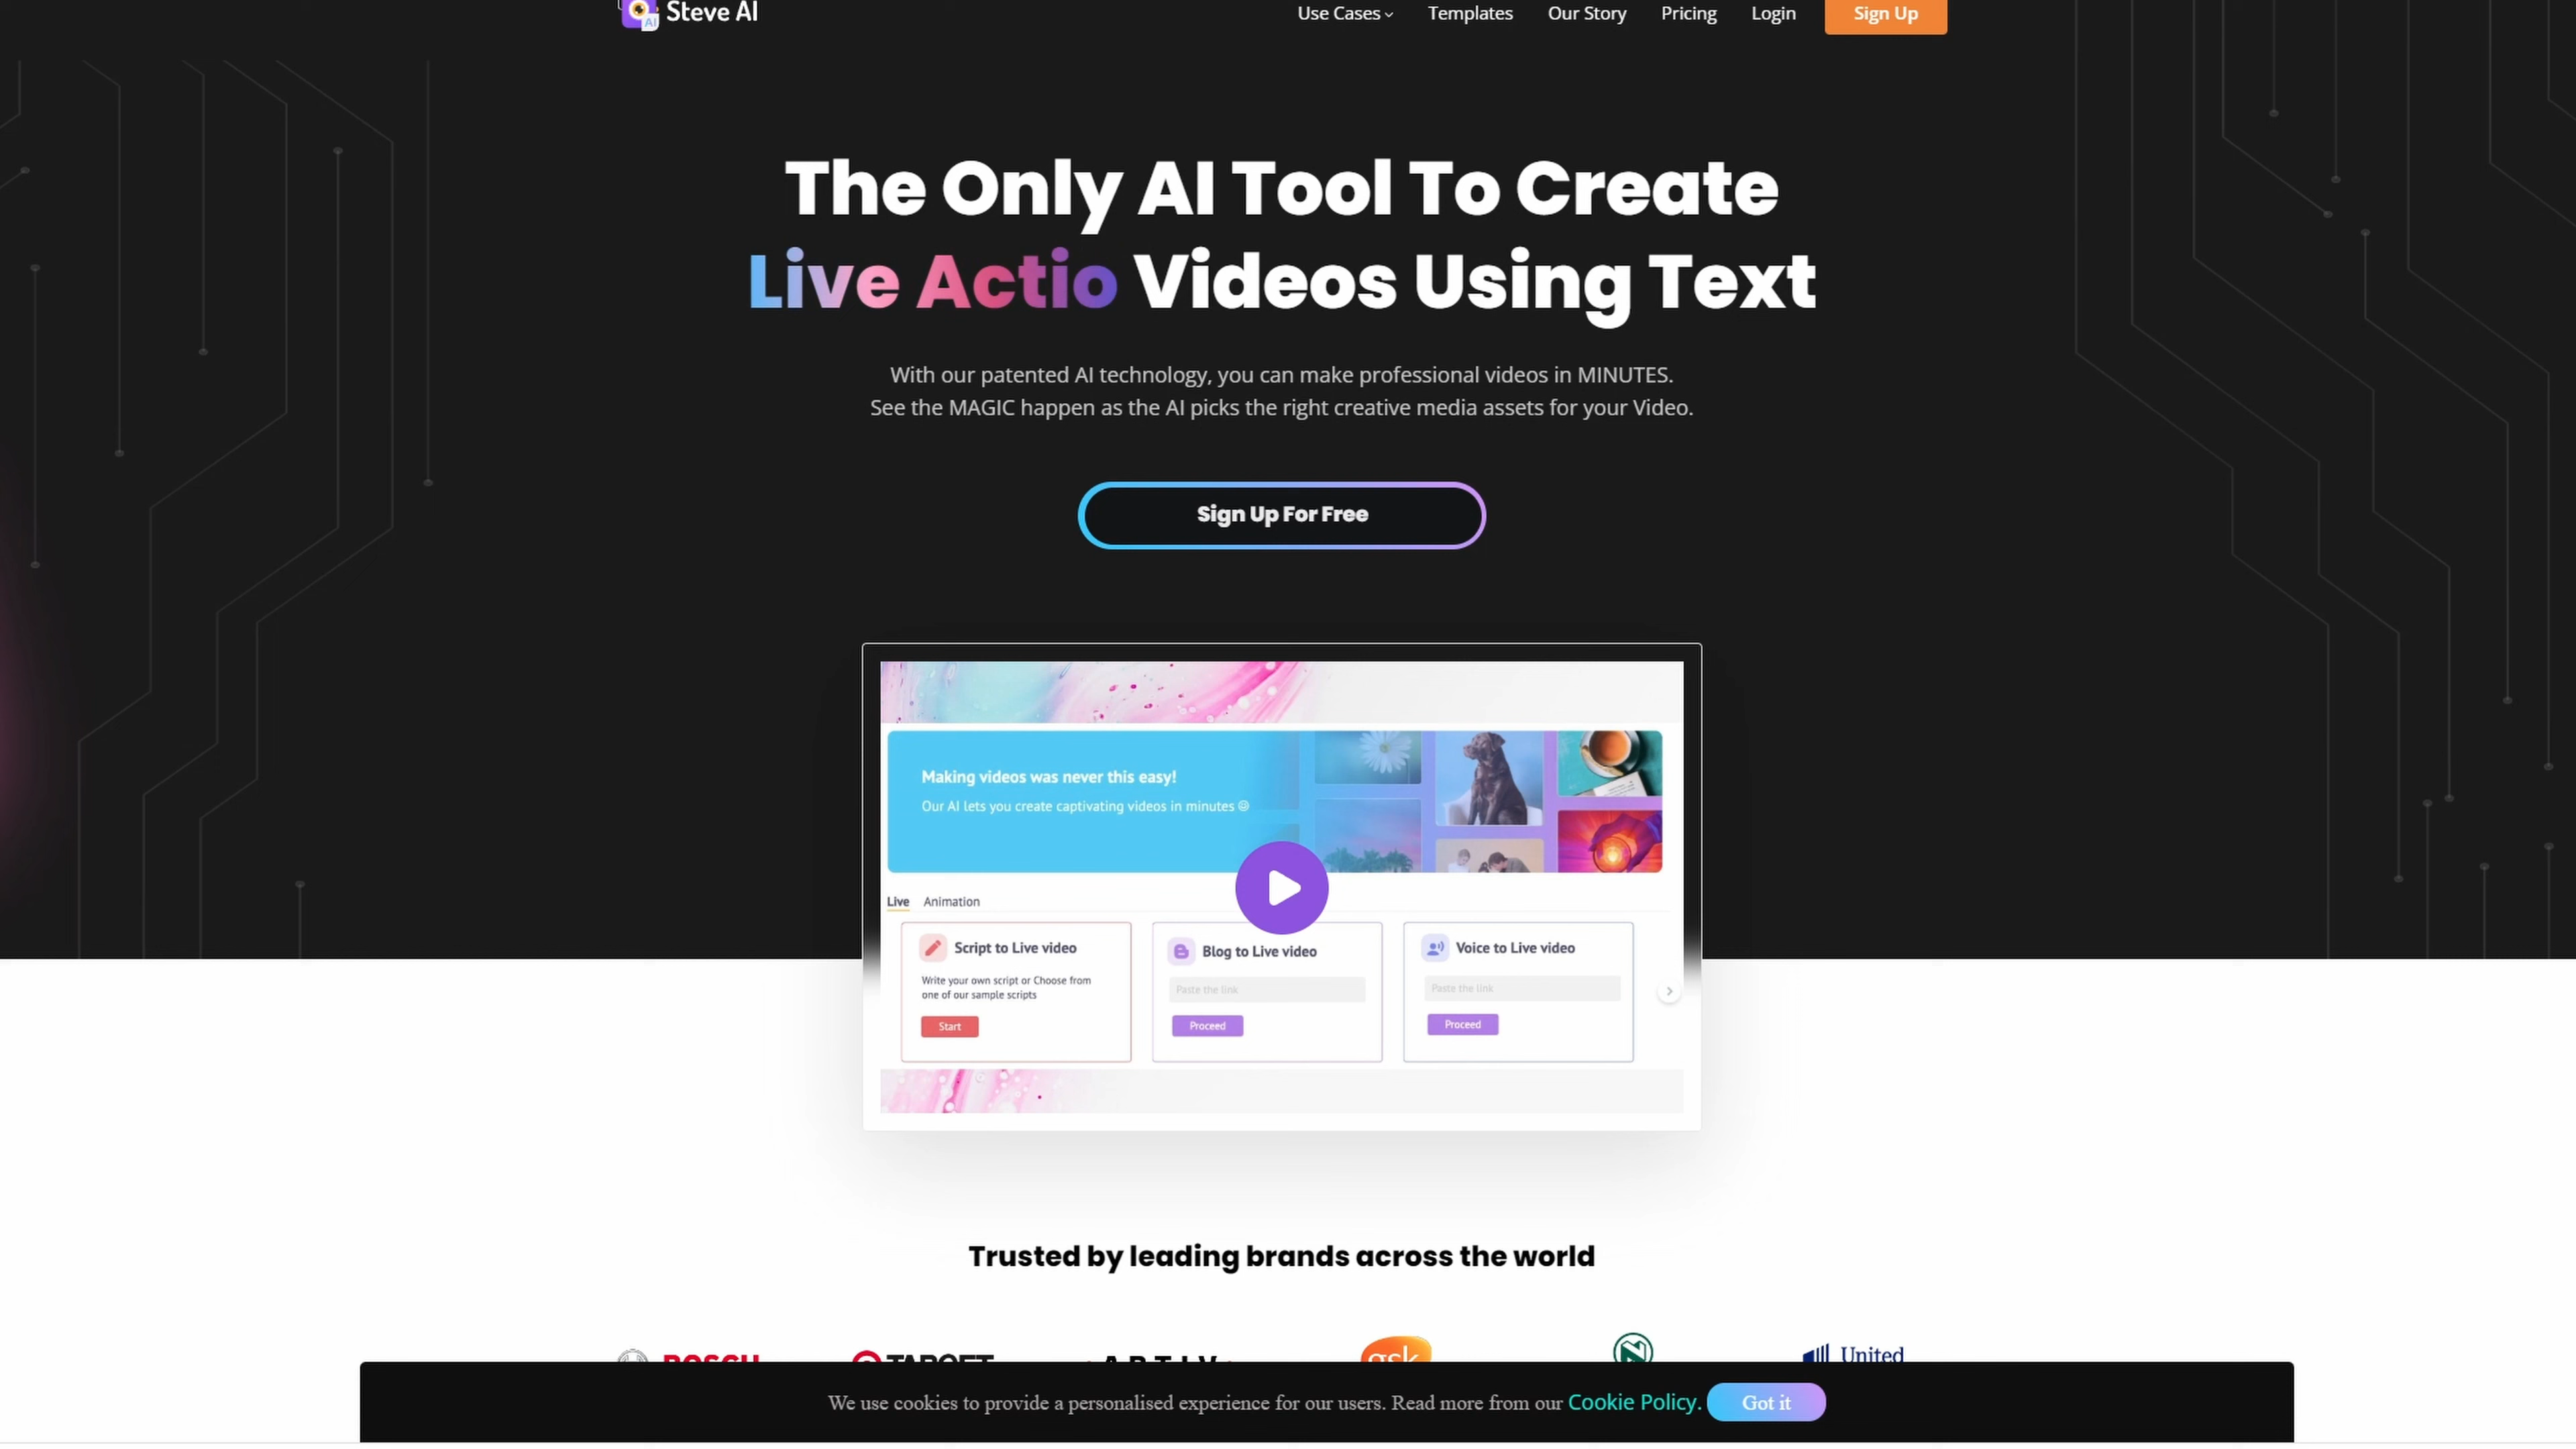 Steve AI
Use Cases Templates Our Story Pricing Login Sign Up
The Only AI Tool To Create
Live Actio Videos Using Text
With our patented AI technology, you can make professional videos in MINUTES.
See the MAGIC happen as the AI picks the right creative media assets for your Video.
Sign Up For Free
Making videos was never this easy!
Our AI lets you create captivating videos in minutes
Live Animation
Script to Live video
Write your own script or Choose from
one of our sample scripts
Start
Blog to Live video
Paste the link
Proceed
Voice to Live video
Paste the link
Proceed
Trusted by leading brands across the world
BOSCH TARGET APTIV gsk N United
We use cookies to provide a personalised experience for our users. Read more from our Cookie Policy. Got it